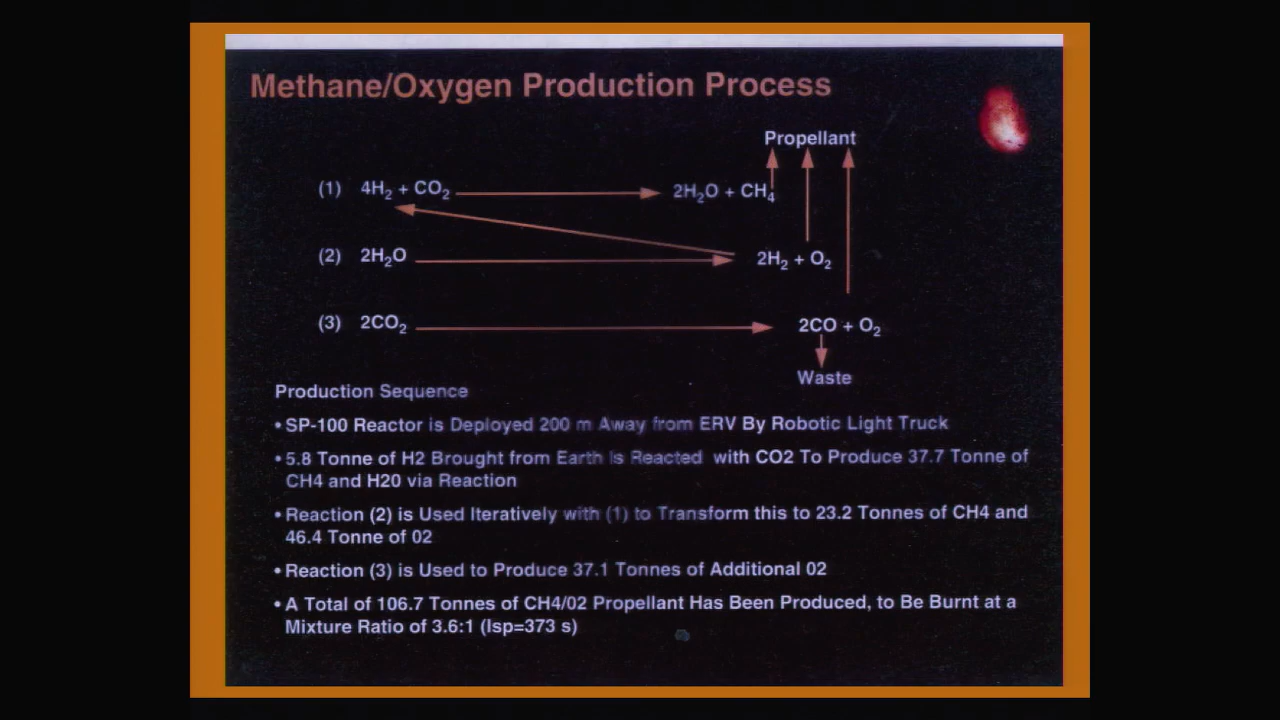 Methane/Oxygen Production Process
Propellant
(1) 4H₂ + CO₂ 2H₂O + CH₄
(2) 2H₂O 2H₂ + O₂
(3) 2CO₂ 2CO + O₂
Waste
Production Sequence
• SP-100 Reactor is Deployed 200 m Away from ERV By Robotic Light Truck
• 5.8 Tonne of H2 Brought from Earth Is Reacted with CO2 To Produce 37.7 Tonne of
CH4 and H20 via Reaction
• Reaction (2) is Used Iteratively with (1) to Transform this to 23.2 Tonnes of CH4 and
46.4 Tonne of 02
• Reaction (3) is Used to Produce 37.1 Tonnes of Additional 02
• A Total of 106.7 Tonnes of CH4/02 Propellant Has Been Produced, to Be Burnt at a
Mixture Ratio of 3.6:1 (Isp=373 s)